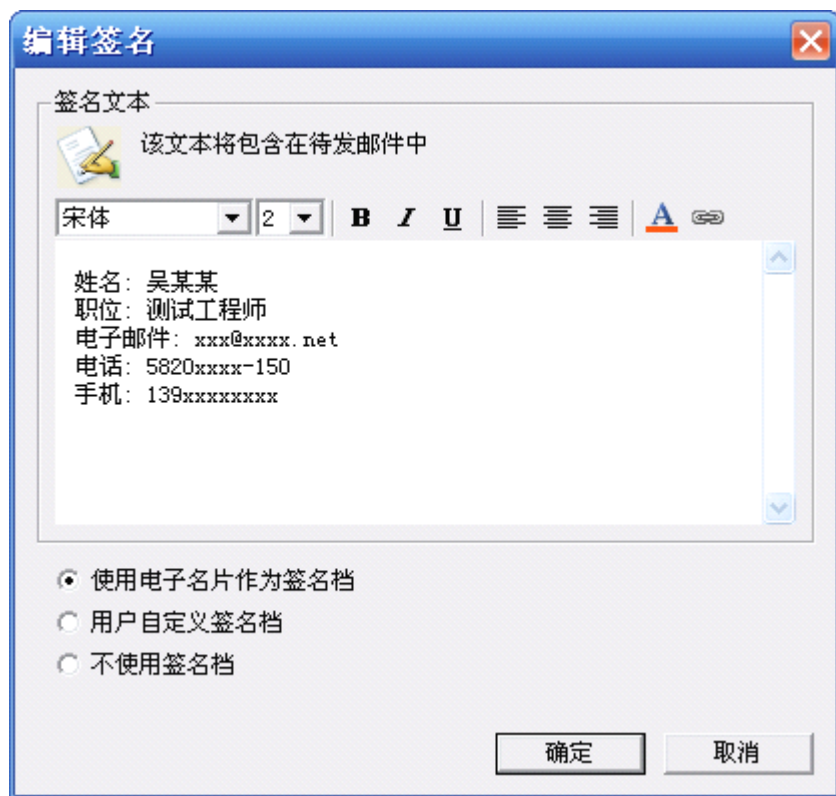 编辑签名
签名文本
该文本将包含在待发邮件中
宋体 2 B I U A
姓名: 吴某某
职位: 测试工程师
电子邮件: xxx@xxxx.net
电话: 5820xxxx-150
手机: 139xxxxxxxx
使用电子名片作为签名档
用户自定义签名档
不使用签名档
确定 取消